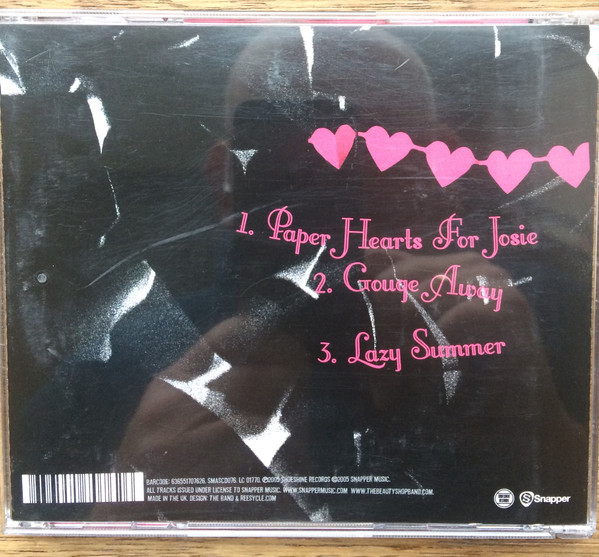 1. Paper Hearts For Josie
2. Gouge Away
3. Lazy Summer
BARCODE: 636551707626. SMASCD076. LC 01770. ℗2005 SHOESHINE RECORDS ©2005 SNAPPER MUSIC.
ALL TRACKS ISSUED UNDER LICENSE TO SNAPPER MUSIC. WWW.SNAPPERMUSIC.COM WWW.THEBEAUTYSHOPBAND.COM
MADE IN THE UK. DESIGN: THE BAND & REESYCLE.COM
Snapper